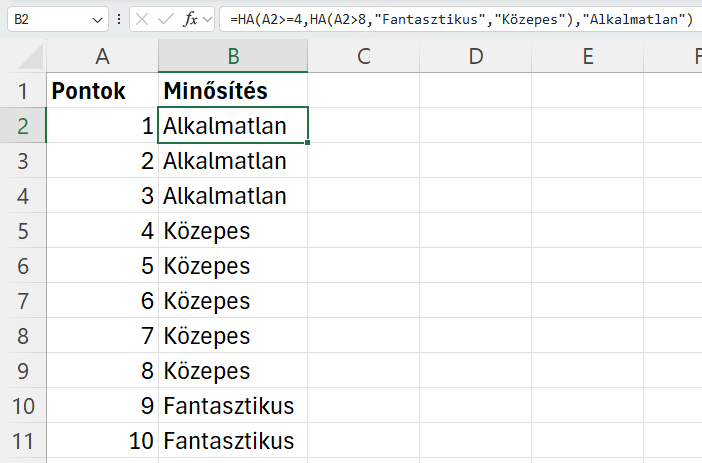 B2 fx =HA(A2>=4,HA(A2>8,"Fantasztikus","Közepes"),"Alkalmatlan")
A B C D E F
1 Pontok Minősítés
2 1 Alkalmatlan
3 2 Alkalmatlan
4 3 Alkalmatlan
5 4 Közepes
6 5 Közepes
7 6 Közepes
8 7 Közepes
9 8 Közepes
10 9 Fantasztikus
11 10 Fantasztikus